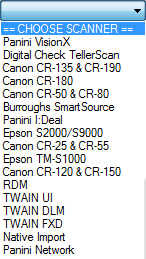 == CHOOSE SCANNER ==
Panini VisionX
Digital Check TellerScan
Canon CR-135 & CR-190
Canon CR-180
Canon CR-50 & CR-80
Burroughs SmartSource
Panini I:Deal
Epson S2000/S9000
Canon CR-25 & CR-55
Epson TM-S1000
Canon CR-120 & CR-150
RDM
TWAIN UI
TWAIN DLM
TWAIN FXD
Native Import
Panini Network